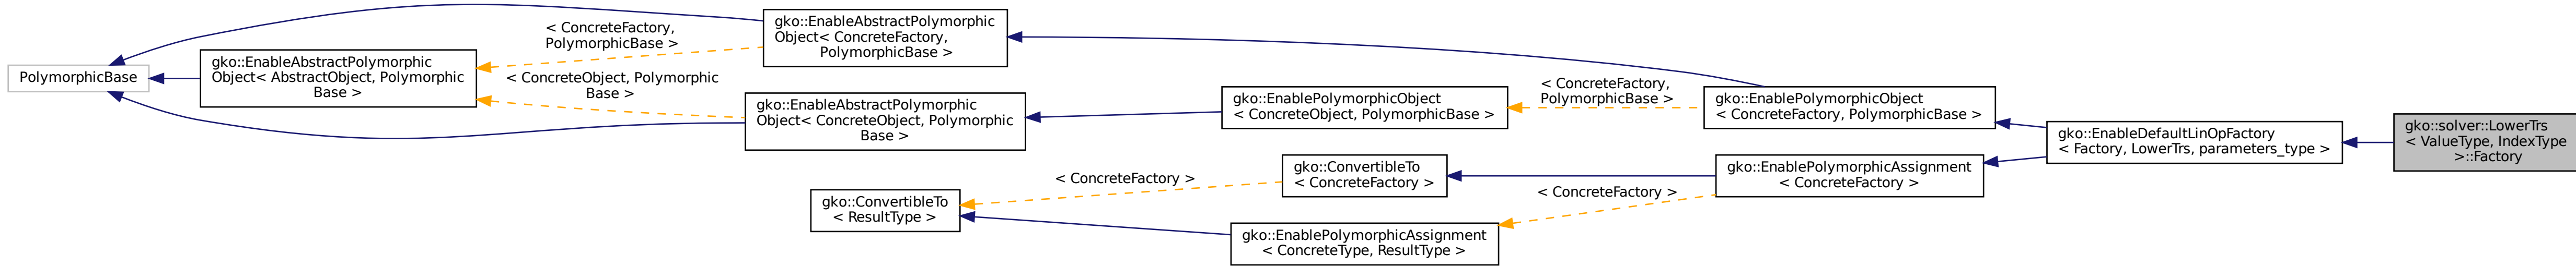 PolymorphicBase
gko::EnableAbstractPolymorphic
Object< AbstractObject, Polymorphic
Base >
< ConcreteFactory,
PolymorphicBase >
< ConcreteObject, Polymorphic
Base >
gko::EnableAbstractPolymorphic
Object< ConcreteFactory,
PolymorphicBase >
gko::EnableAbstractPolymorphic
Object< ConcreteObject, Polymorphic
Base >
gko::ConvertibleTo
< ResultType >
< ConcreteFactory >
gko::EnablePolymorphicObject
< ConcreteObject, PolymorphicBase >
gko::ConvertibleTo
< ConcreteFactory >
gko::EnablePolymorphicAssignment
< ConcreteType, ResultType >
< ConcreteFactory,
PolymorphicBase >
< ConcreteFactory >
gko::EnablePolymorphicObject
< ConcreteFactory, PolymorphicBase >
gko::EnablePolymorphicAssignment
< ConcreteFactory >
gko::EnableDefaultLinOpFactory
< Factory, LowerTrs, parameters_type >
gko::solver::LowerTrs
< ValueType, IndexType
>::Factory